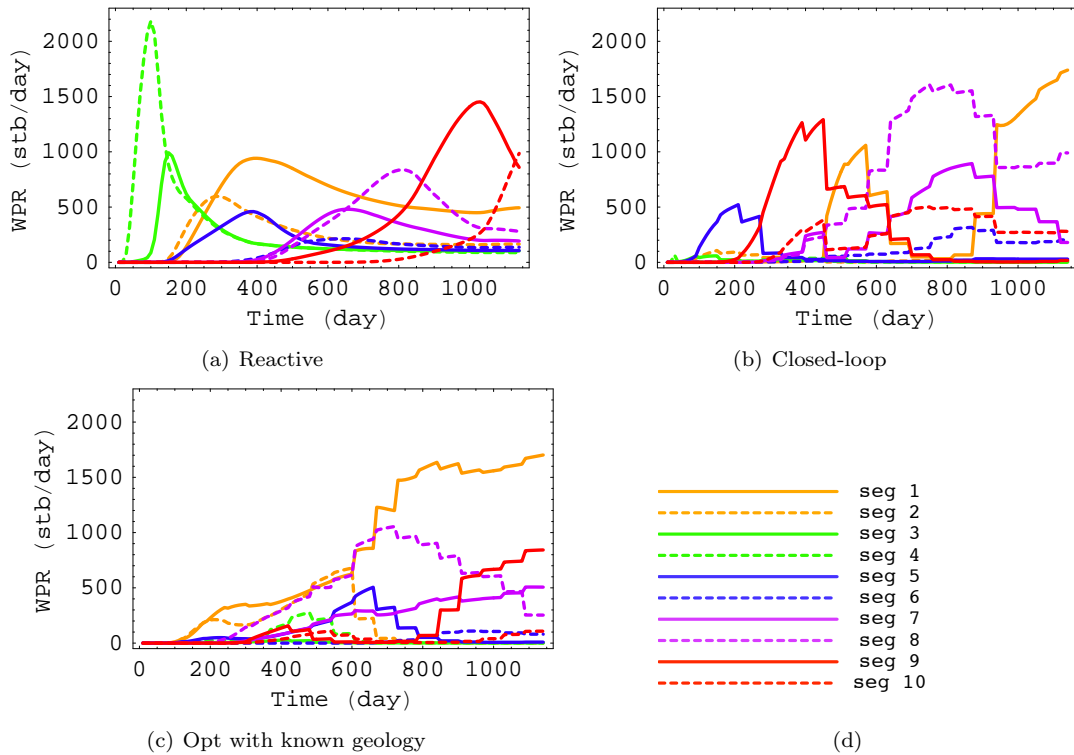 WPR (stb/day)
2000
1500
1000
500
0
0 200 400 600 800 1000
Time (day)
(a) Reactive
WPR (stb/day)
2000
1500
1000
500
0
0 200 400 600 800 1000
Time (day)
(b) Closed-loop
WPR (stb/day)
2000
1500
1000
500
0
0 200 400 600 800 1000
Time (day)
(c) Opt with known geology
seg 1
seg 2
seg 3
seg 4
seg 5
seg 6
seg 7
seg 8
seg 9
seg 10
(d)